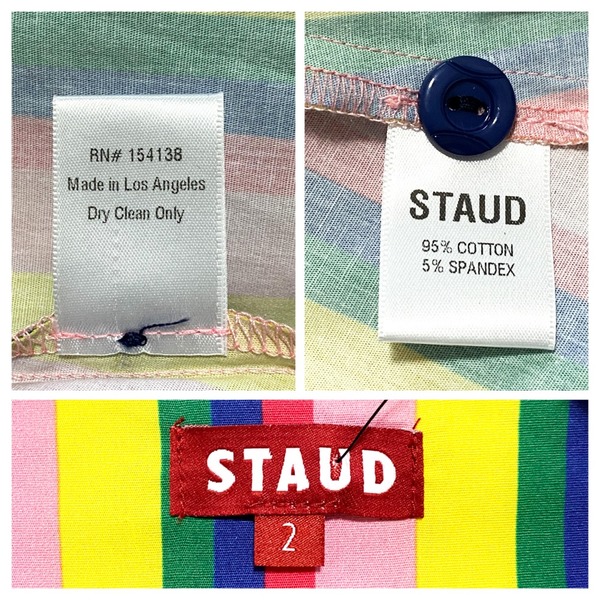 RN# 154138
Made in Los Angeles
Dry Clean Only
STAUD
95% COTTON
5% SPANDEX
STAUD
2